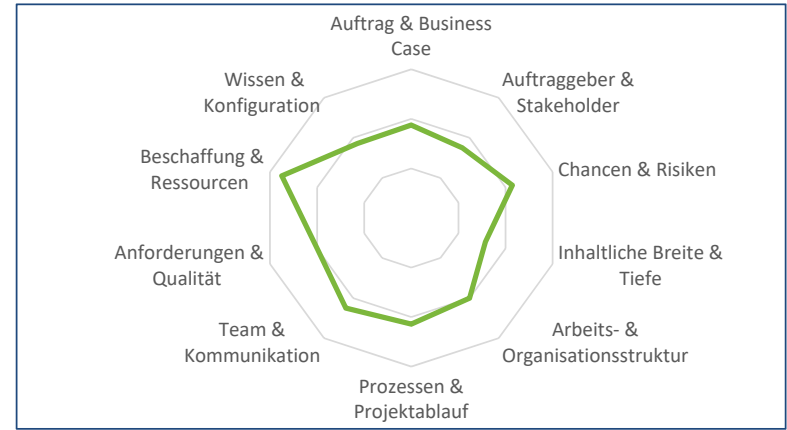 Auftrag & Business
Case
Auftraggeber &
Stakeholder
Chancen & Risiken
Inhaltliche Breite &
Tiefe
Arbeits- &
Organisationsstruktur
Prozessen &
Projektablauf
Team &
Kommunikation
Anforderungen &
Qualität
Beschaffung &
Ressourcen
Wissen &
Konfiguration